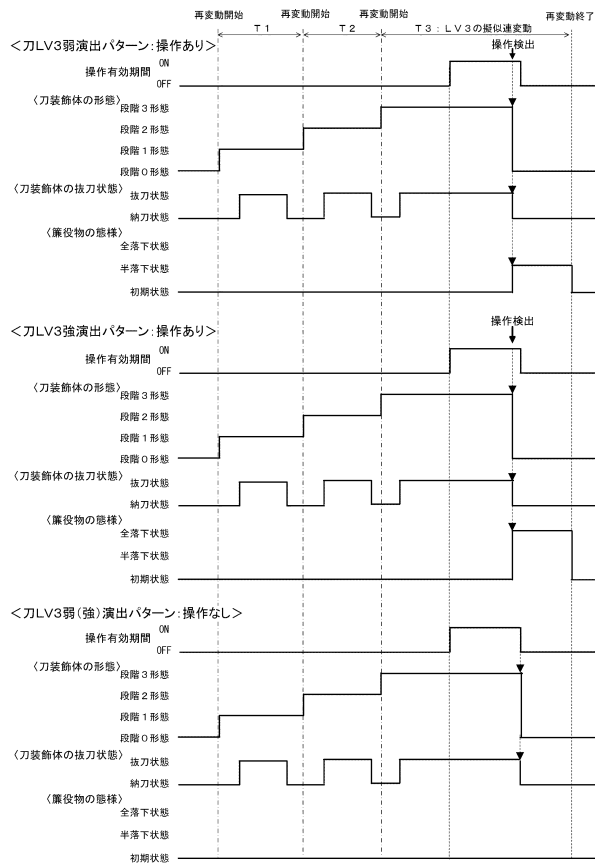 再変動開始 再変動開始 再変動開始 再変動終了
T1 T2 T3:LV3の擬似連変動
<刀LV3弱演出パターン:操作あり>
操作検出
操作有効期間 ON
OFF
〈刀装飾体の形態〉
段階3形態
段階2形態
段階1形態
段階0形態
〈刀装飾体の抜刀状態〉
抜刀状態
納刀状態
〈簾役物の態様〉
全落下状態
半落下状態
初期状態
<刀LV3強演出パターン:操作あり>
操作検出
操作有効期間 ON
OFF
〈刀装飾体の形態〉
段階3形態
段階2形態
段階1形態
段階0形態
〈刀装飾体の抜刀状態〉
抜刀状態
納刀状態
〈簾役物の態様〉
全落下状態
半落下状態
初期状態
<刀LV3弱(強)演出パターン:操作なし>
操作有効期間 ON
OFF
〈刀装飾体の形態〉
段階3形態
段階2形態
段階1形態
段階0形態
〈刀装飾体の抜刀状態〉
抜刀状態
納刀状態
〈簾役物の態様〉
全落下状態
半落下状態
初期状態